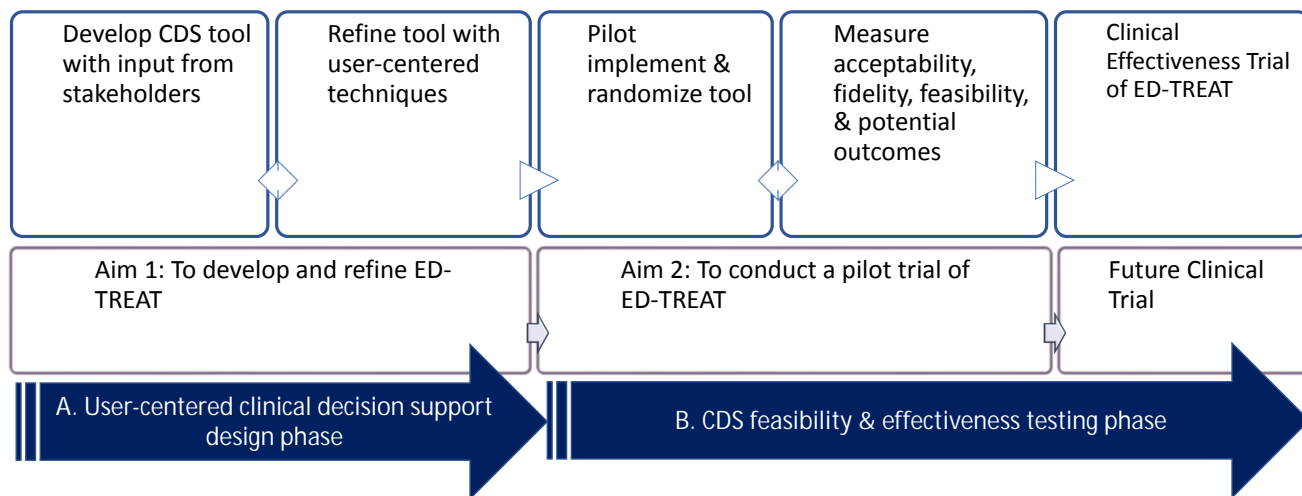 Develop CDS tool
with input from
stakeholders
Refine tool with
user-centered
techniques
Pilot
implement &
randomize tool
Measure
acceptability,
fidelity, feasibility,
& potential
outcomes
Clinical
Effectiveness Trial
of ED-TREAT
Aim 1: To develop and refine ED-
TREAT
Aim 2: To conduct a pilot trial of
ED-TREAT
Future Clinical
Trial
A. User-centered clinical decision support
design phase
B. CDS feasibility & effectiveness testing phase